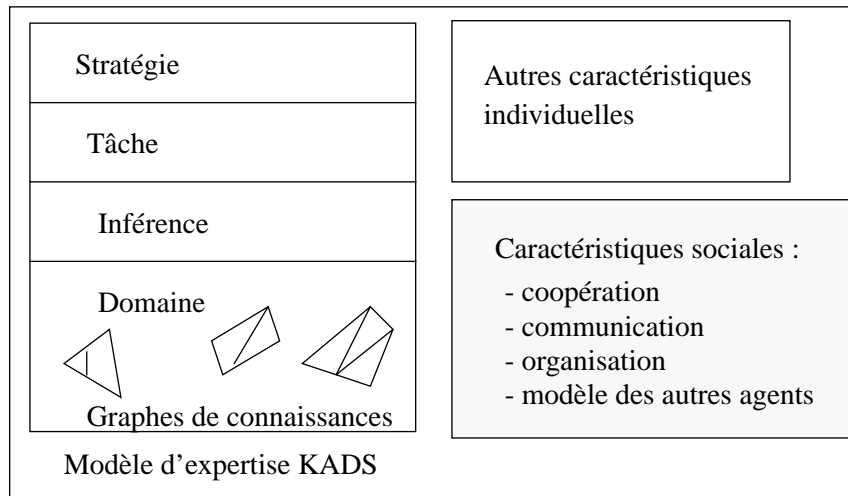 Stratégie
Tâche
Inférence
Domaine
Graphes de connaissances
Modèle d’expertise KADS
Autres caractéristiques
individuelles
Caractéristiques sociales :
- coopération
- communication
- organisation
- modèle des autres agents